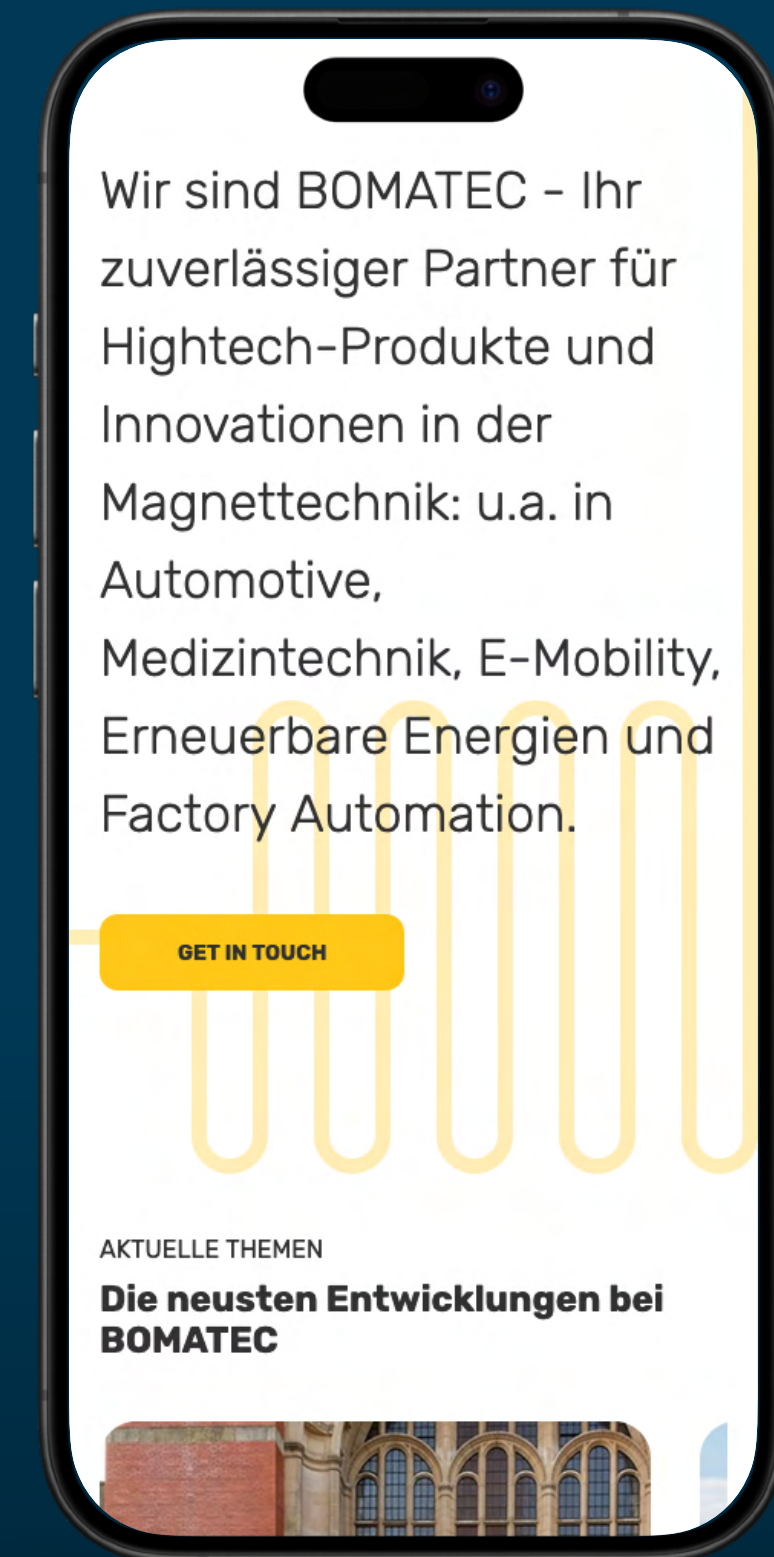 Wir sind BOMATEC - Ihr
zuverlässiger Partner für
Hightech-Produkte und
Innovationen in der
Magnettechnik: u.a. in
Automotive,
Medizintechnik, E-Mobility,
Erneuerbare Energien und
Factory Automation.
GET IN TOUCH
AKTUELLE THEMEN
Die neusten Entwicklungen bei
BOMATEC